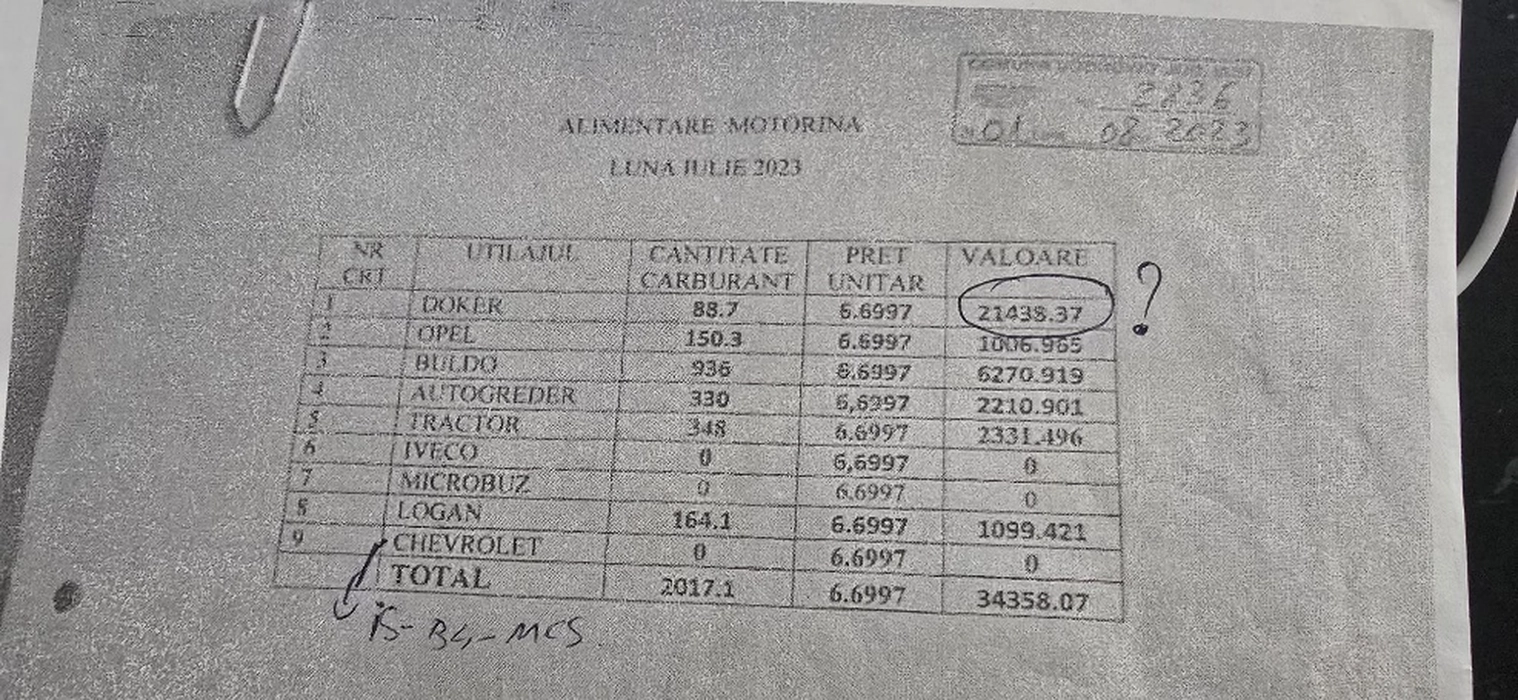 COMUNA
2836
01 08 2023
ALIMENTARE MOTORINA
LUNA IULIE 2023
NR CRT UTILAJUL CANTITATE CARBURANT PRET UNITAR VALOARE
?
1 DOKER 88.7 6.6997 21438.37
2 OPEL 150.3 6.6997 1006.965
3 BULDO 936 6.6997 6270.919
4 AUTOGREDER 330 6,6997 2210.901
5 TRACTOR 348 6.6997 2331.496
6 IVECO 0 6,6997 0
7 MICROBUZ 0 6.6997 0
8 LOGAN 164.1 6.6997 1099.421
9 CHEVROLET 0 6.6997 0
TOTAL 2017.1 6.6997 34358.07
IS-BG-MCS